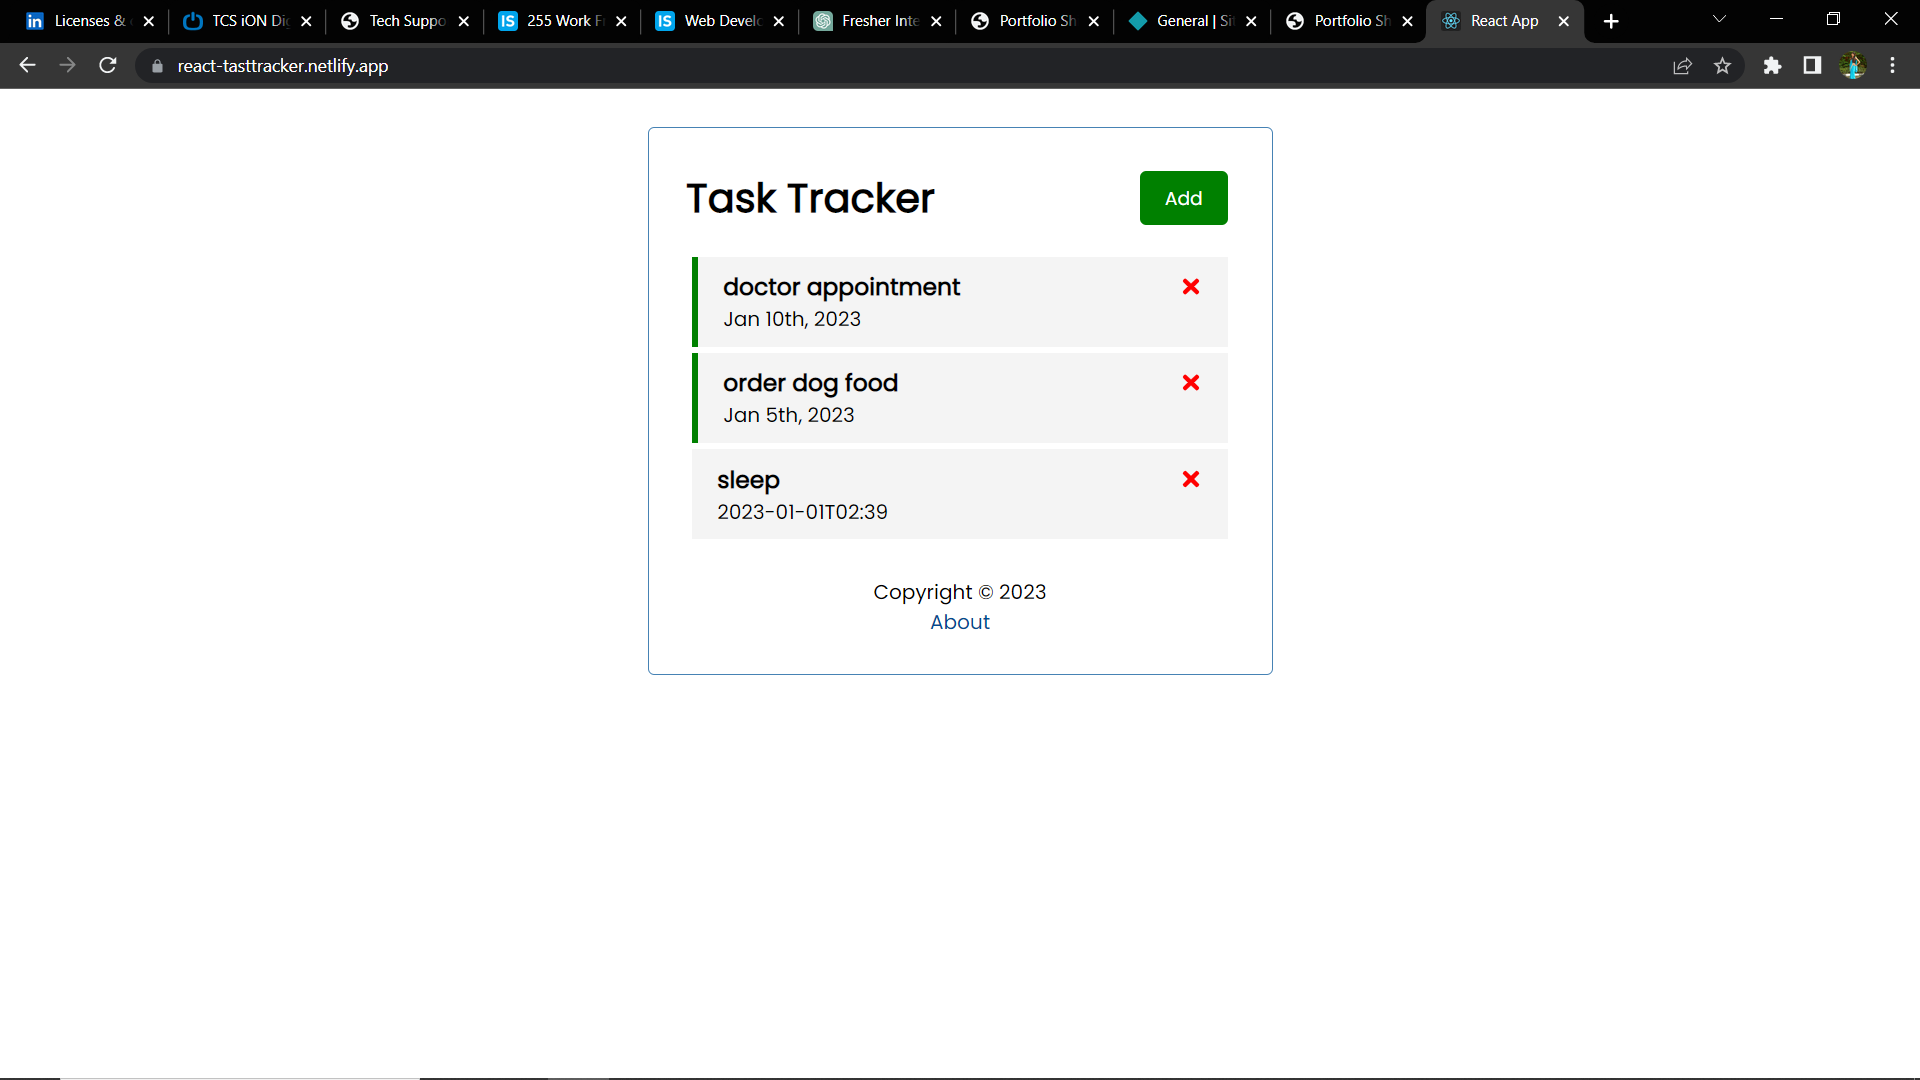 Licenses &
TCS iON Di
Tech Suppo
255 Work F
Web Develo
Fresher Inte
Portfolio Sh
General | Sit
Portfolio Sh
React App
react-tasttracker.netlify.app
Task Tracker
Add
doctor appointment
Jan 10th, 2023
order dog food
Jan 5th, 2023
sleep
2023-01-01T02:39
Copyright © 2023
About